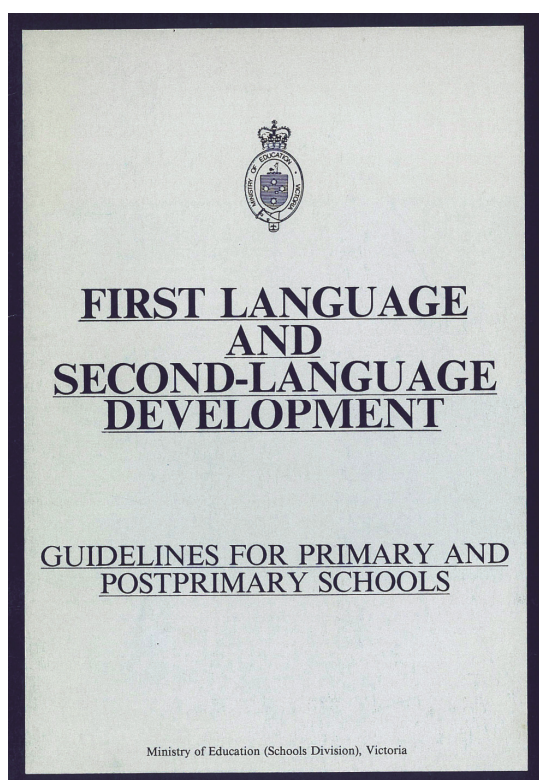 MINISTRY OF EDUCATION • VICTORIA
FIRST LANGUAGE
AND
SECOND-LANGUAGE
DEVELOPMENT
GUIDELINES FOR PRIMARY AND
POSTPRIMARY SCHOOLS
Ministry of Education (Schools Division), Victoria